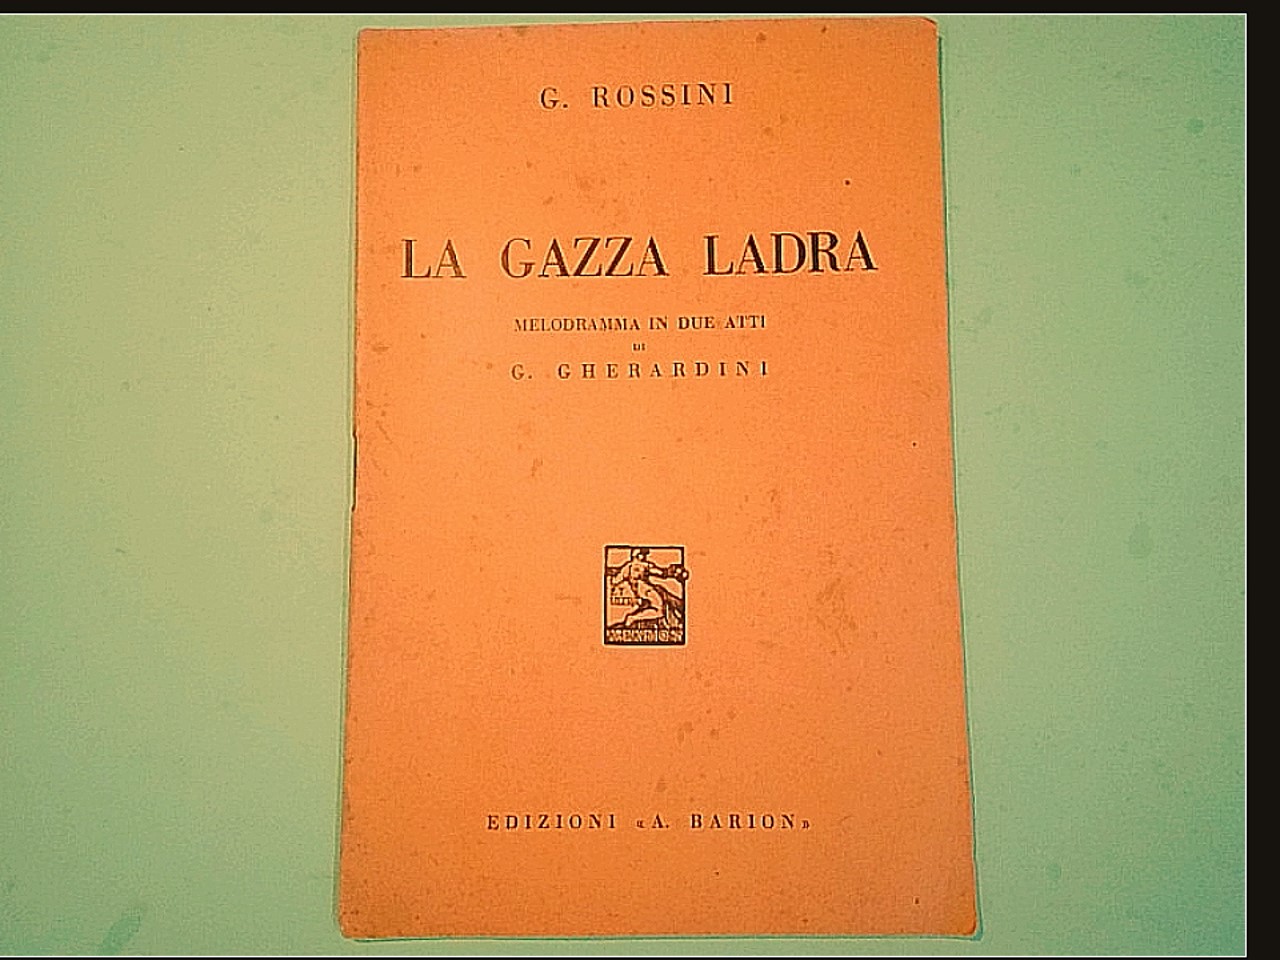 G. ROSSINI
LA GAZZA LADRA
MELODRAMMA IN DUE ATTI
DI
G. GHERARDINI
EDIZIONI «A. BARION»